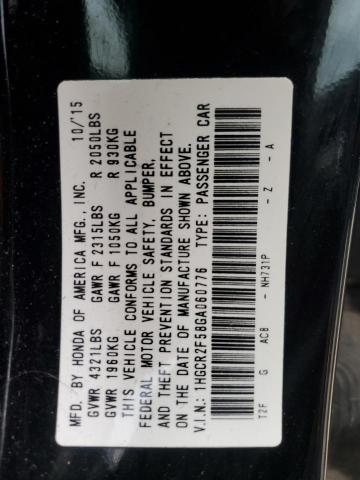 MFD. BY HONDA OF AMERICA MFG., INC. 10/'15
GVWR 4321LBS GAWR F 2315LBS R 2050LBS
GVWR 1960KG GAWR F 1050KG R 930KG
THIS VEHICLE CONFORMS TO ALL APPLICABLE
FEDERAL MOTOR VEHICLE SAFETY, BUMPER,
AND THEFT PREVENTION STANDARDS IN EFFECT
ON THE DATE OF MANUFACTURE SHOWN ABOVE.
V.I.N.: 1HGCR2F58GA060776 TYPE: PASSENGER CAR
T2F G AC8 - NH731P - Z - A